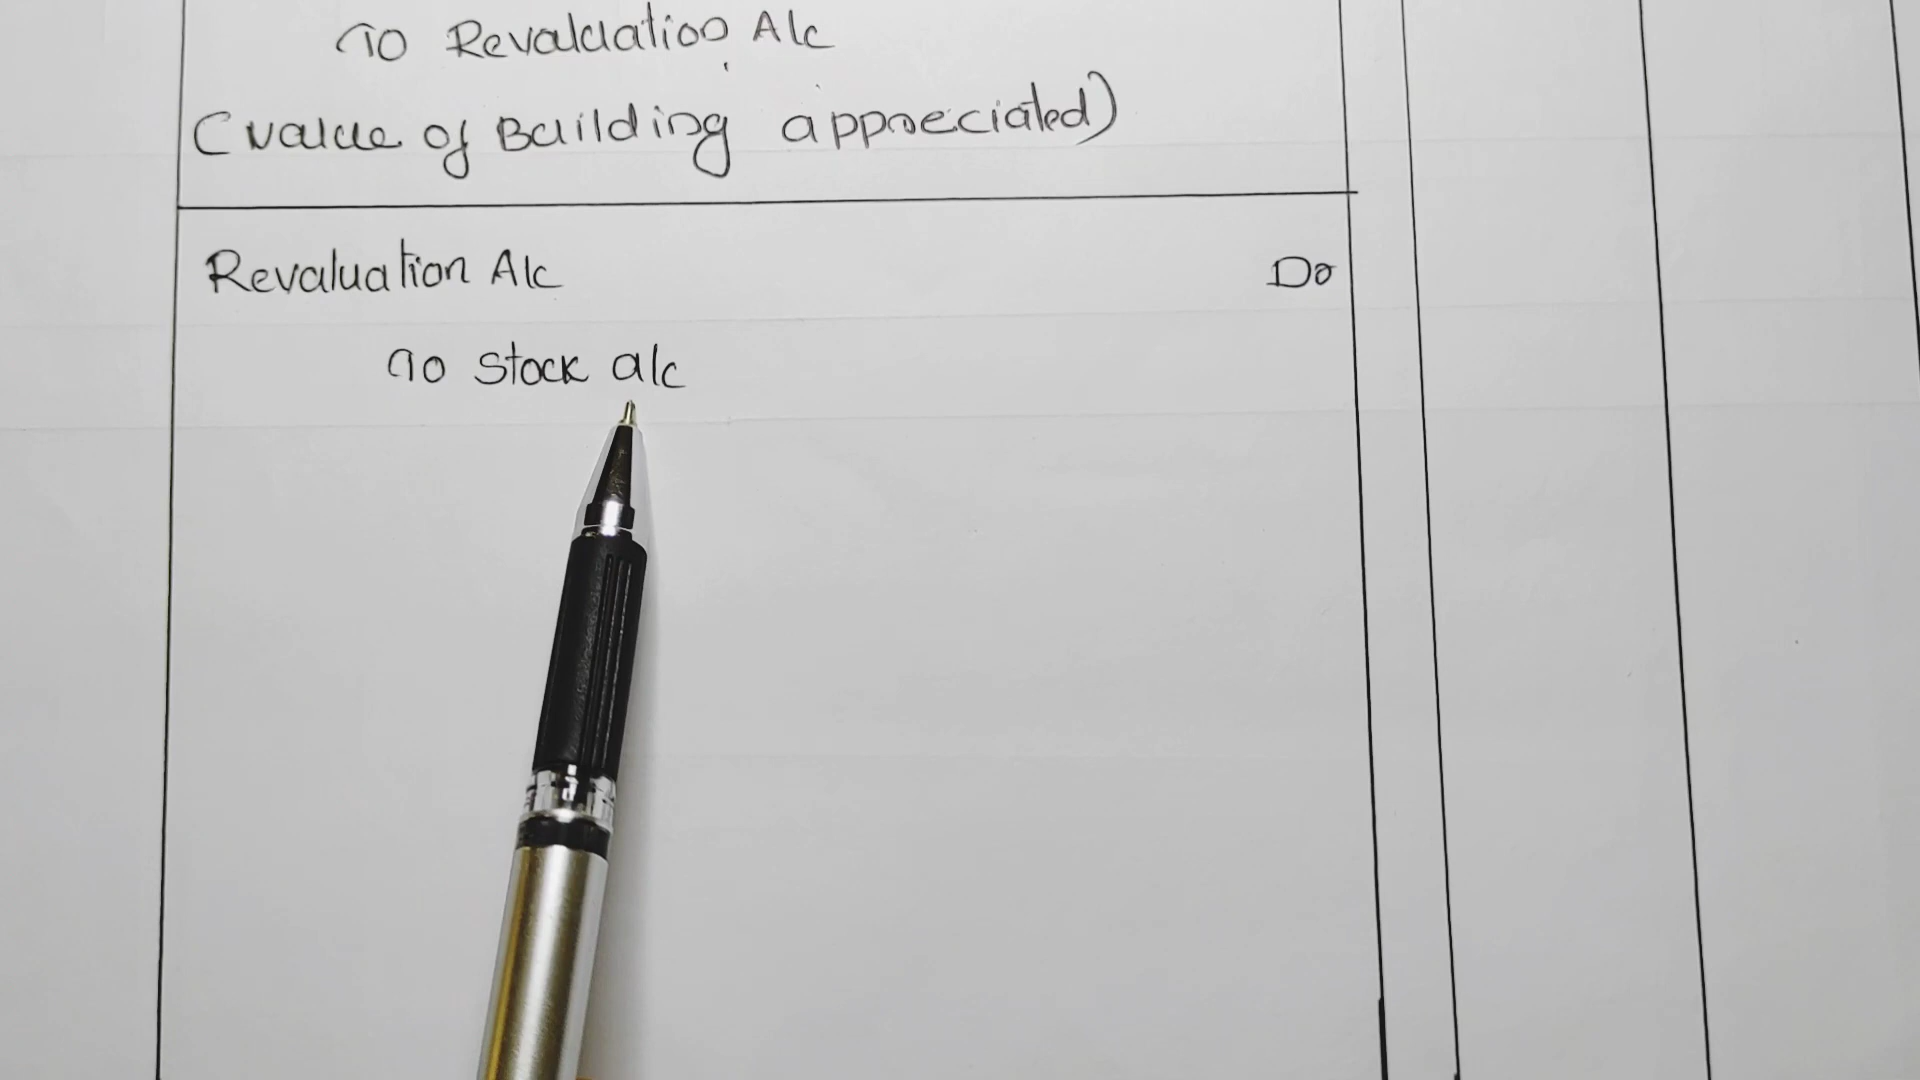 To Revaluation A/c
(value of Building appreciated)
Revaluation A/c Dr
To Stock a/c